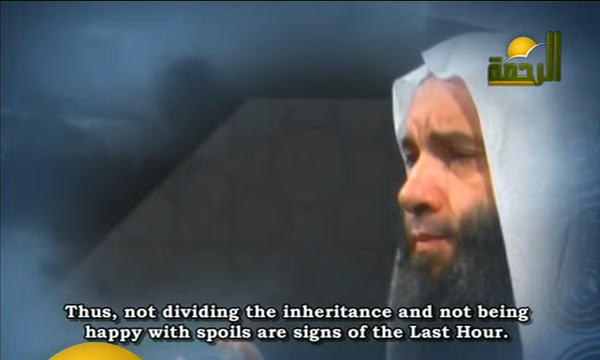 الرحمة
Thus, not dividing the inheritance and not being
happy with spoils are signs of the Last Hour.